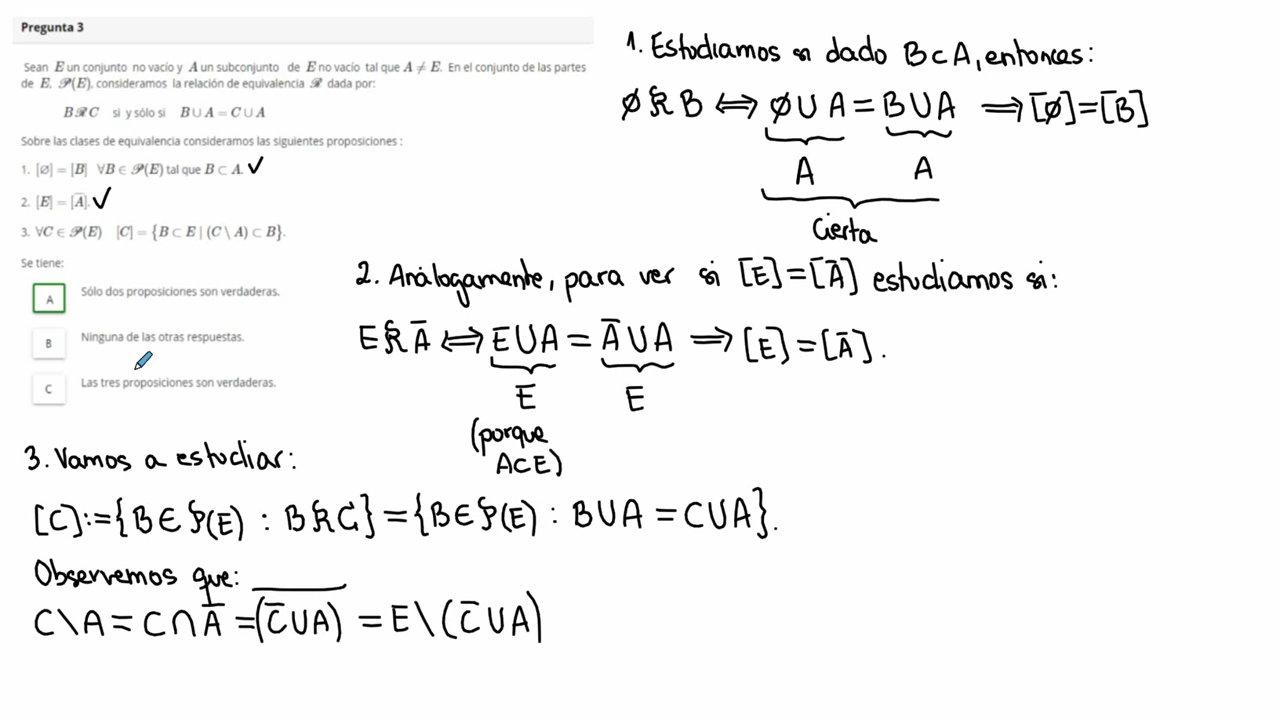 Pregunta 3
Sean E un conjunto no vacío y A un subconjunto de E no vacío tal que A ≠ E. En el conjunto de las partes
de E, 𝒫(E), consideramos la relación de equivalencia ℛ dada por:
BℛC si y sólo si B ∪ A = C ∪ A
Sobre las clases de equivalencia consideramos las siguientes proposiciones :
1. [∅] = [B] ∀B ∈ 𝒫(E) tal que B ⊂ A. ✓
2. [E] = [A̅]. ✓
3. ∀C ∈ 𝒫(E) [C] = {B ⊂ E | (C \ A) ⊂ B}.
Se tiene:
A Sólo dos proposiciones son verdaderas.
B Ninguna de las otras respuestas.
C Las tres proposiciones son verdaderas.
1. Estudiamos si dado B⊂A, entonces:
∅ℛB ⟺ ∅∪A = B∪A ⟹ [∅]=[B]
A A
Cierta
2. Análogamente, para ver si [E]=[A̅] estudiamos si:
EℛA̅ ⟺ E∪A = A̅∪A ⟹ [E]=[A̅].
E E
(porque
A⊂E)
3. Vamos a estudiar:
[C]:={B∈𝒫(E) : BℛC}={B∈𝒫(E) : B∪A = C∪A}.
Observemos que:
C\A = C∩A̅ = \overline{(C̅∪A)} = E\(C̅∪A)